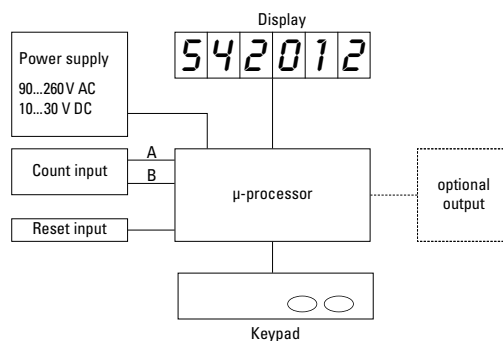 Display
542012
Power supply
90...260 V AC
10...30 V DC
A
Count input
B
µ-processor
optional
output
Reset input
Keypad